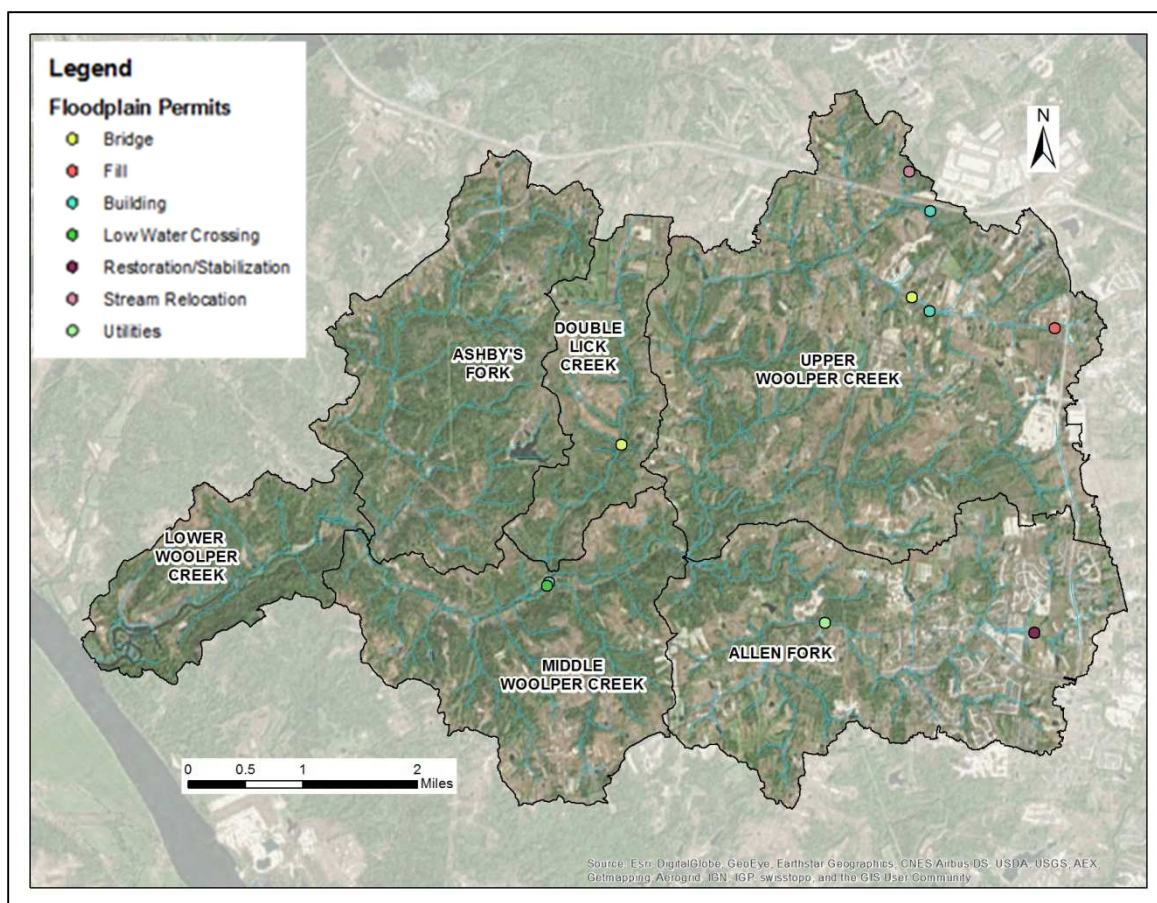 Legend
Floodplain Permits
Bridge
Fill
Building
Low Water Crossing
Restoration/Stabilization
Stream Relocation
Utilities
N
ASHBY'S
FORK
DOUBLE
LICK
CREEK
UPPER
WOOLPER CREEK
LOWER
WOOLPER
CREEK
MIDDLE
WOOLPER CREEK
ALLEN FORK
0 0.5 1 2
Miles
Source: Esri, DigitalGlobe, GeoEye, Earthstar Geographics, CNES/Airbus DS, USDA, USGS, AEX,
Getmapping, Aerogrid, IGN, IGP, swisstopo, and the GIS User Community